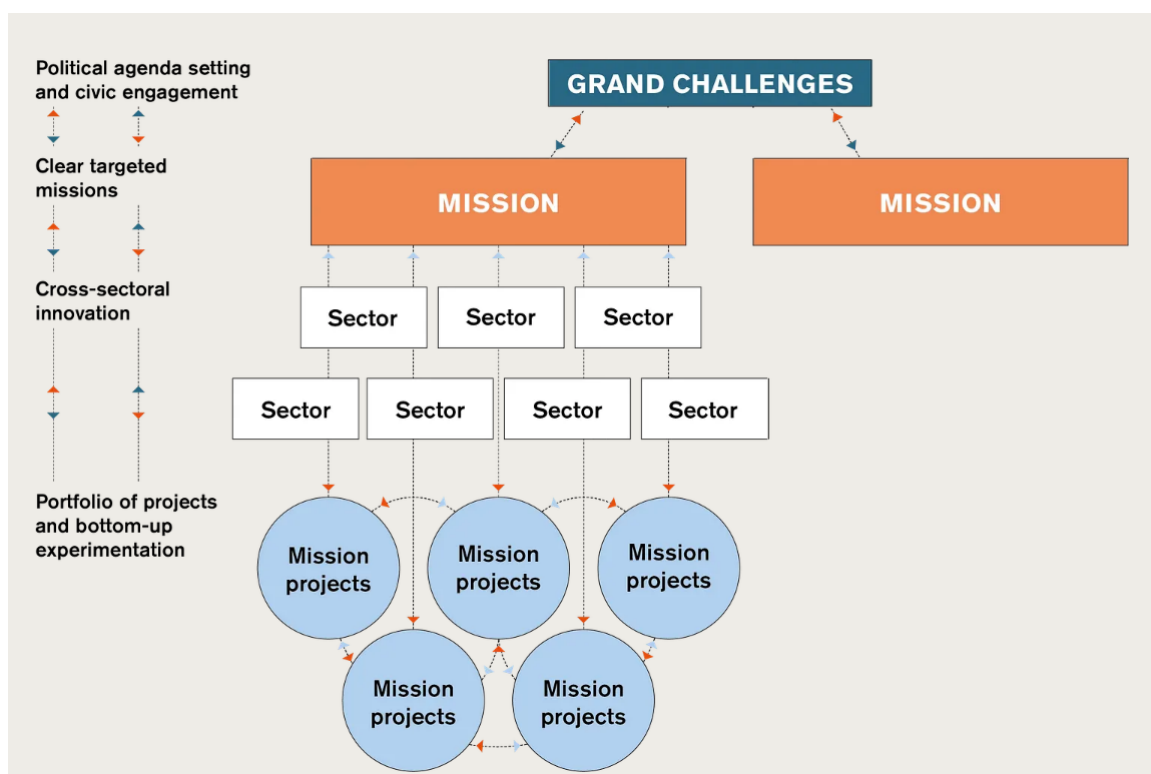 Political agenda setting
and civic engagement
GRAND CHALLENGES
Clear targeted
missions
MISSION
MISSION
Cross-sectoral
innovation
Sector
Sector
Sector
Sector
Sector
Sector
Sector
Portfolio of projects
and bottom-up
experimentation
Mission
projects
Mission
projects
Mission
projects
Mission
projects
Mission
projects